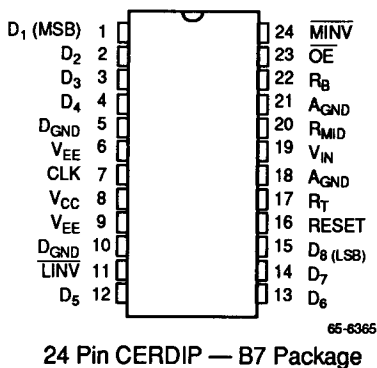 D1 (MSB) 1 24 MINV
D2 2 23 OE
D3 3 22 RB
D4 4 21 AGND
DGND 5 20 RMID
VEE 6 19 VIN
CLK 7 18 AGND
VCC 8 17 RT
VEE 9 16 RESET
DGND 10 15 D8 (LSB)
LINV 11 14 D7
D5 12 13 D6
65-6365
24 Pin CERDIP — B7 Package